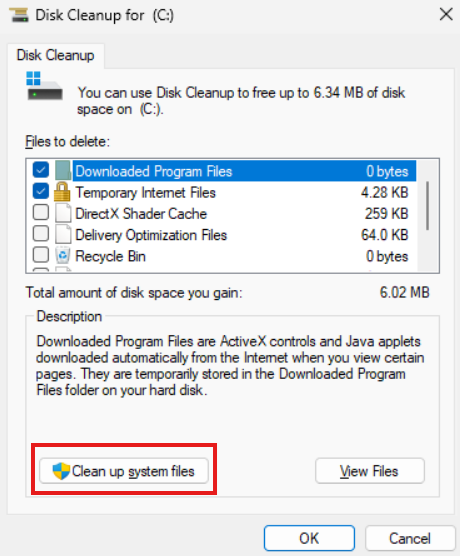 Disk Cleanup for (C:)
Disk Cleanup
You can use Disk Cleanup to free up to 6.34 MB of disk
space on (C:).
Files to delete:
Downloaded Program Files 0 bytes
Temporary Internet Files 4.28 KB
DirectX Shader Cache 259 KB
Delivery Optimization Files 64.0 KB
Recycle Bin 0 bytes
Total amount of disk space you gain: 6.02 MB
Description
Downloaded Program Files are ActiveX controls and Java applets
downloaded automatically from the Internet when you view certain
pages. They are temporarily stored in the Downloaded Program
Files folder on your hard disk.
Clean up system files View Files
OK Cancel